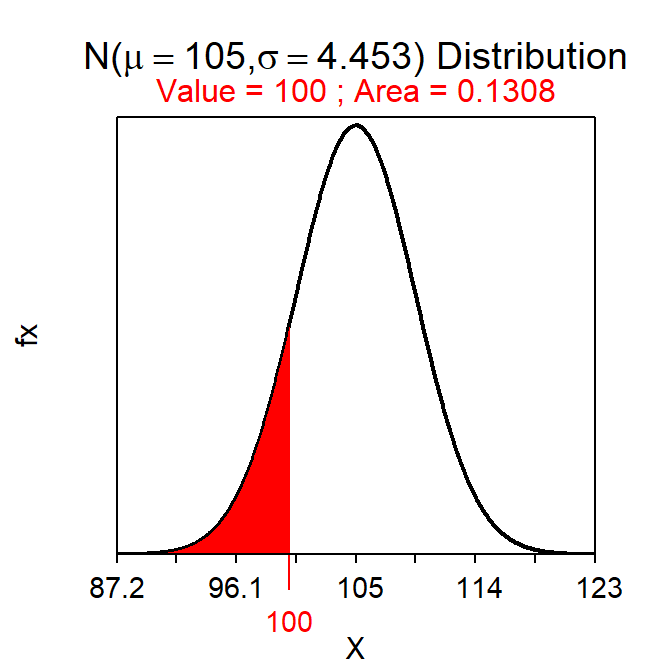 N(μ = 105,σ = 4.453) Distribution
Value = 100 ; Area = 0.1308
fx
87.2 96.1 105 114 123
100
X